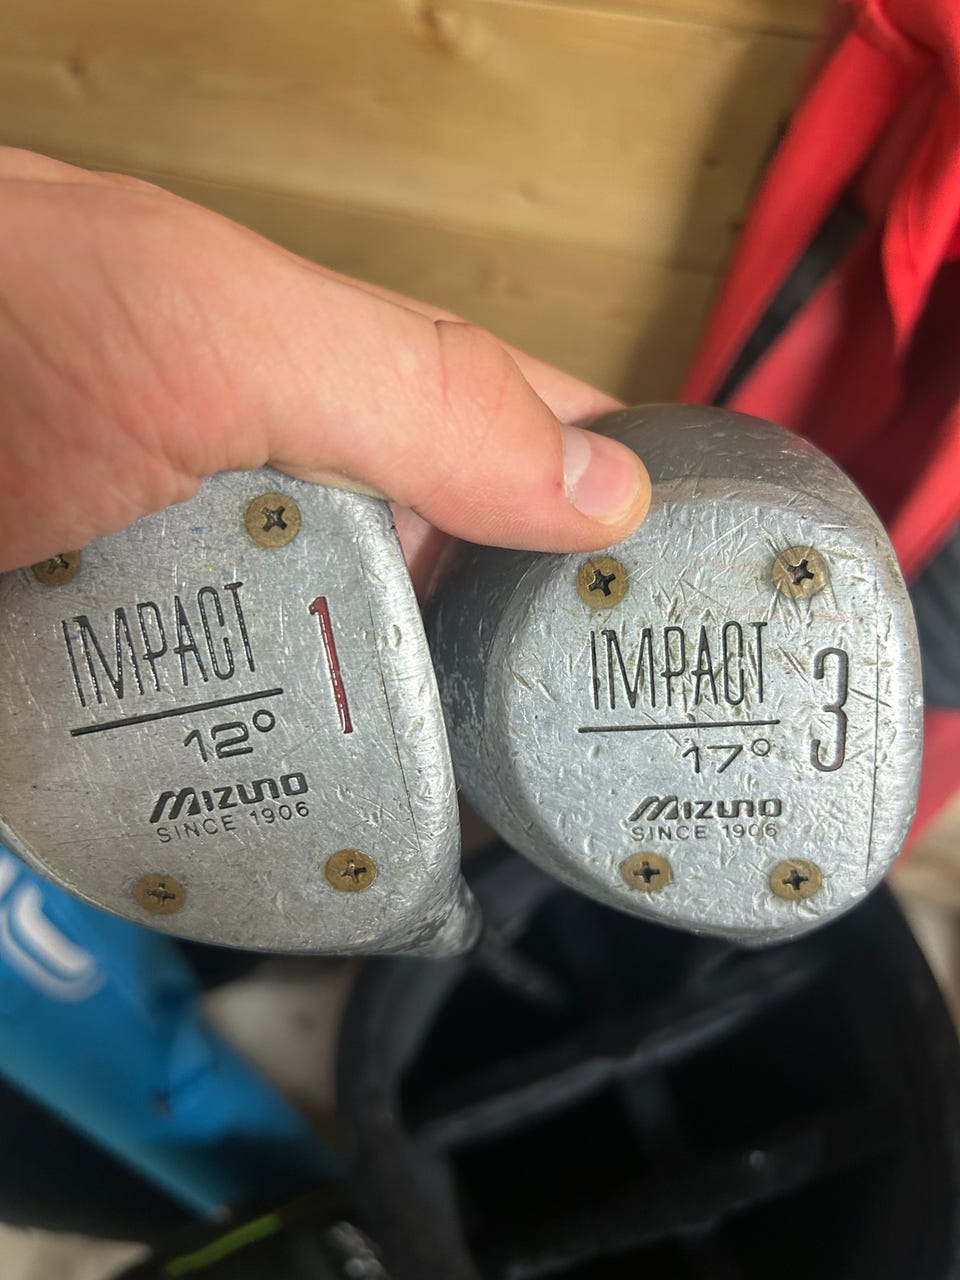 IMPACT 1
12°
MIZUNO
SINCE 1906
IMPACT 3
17°
MIZUNO
SINCE 1906